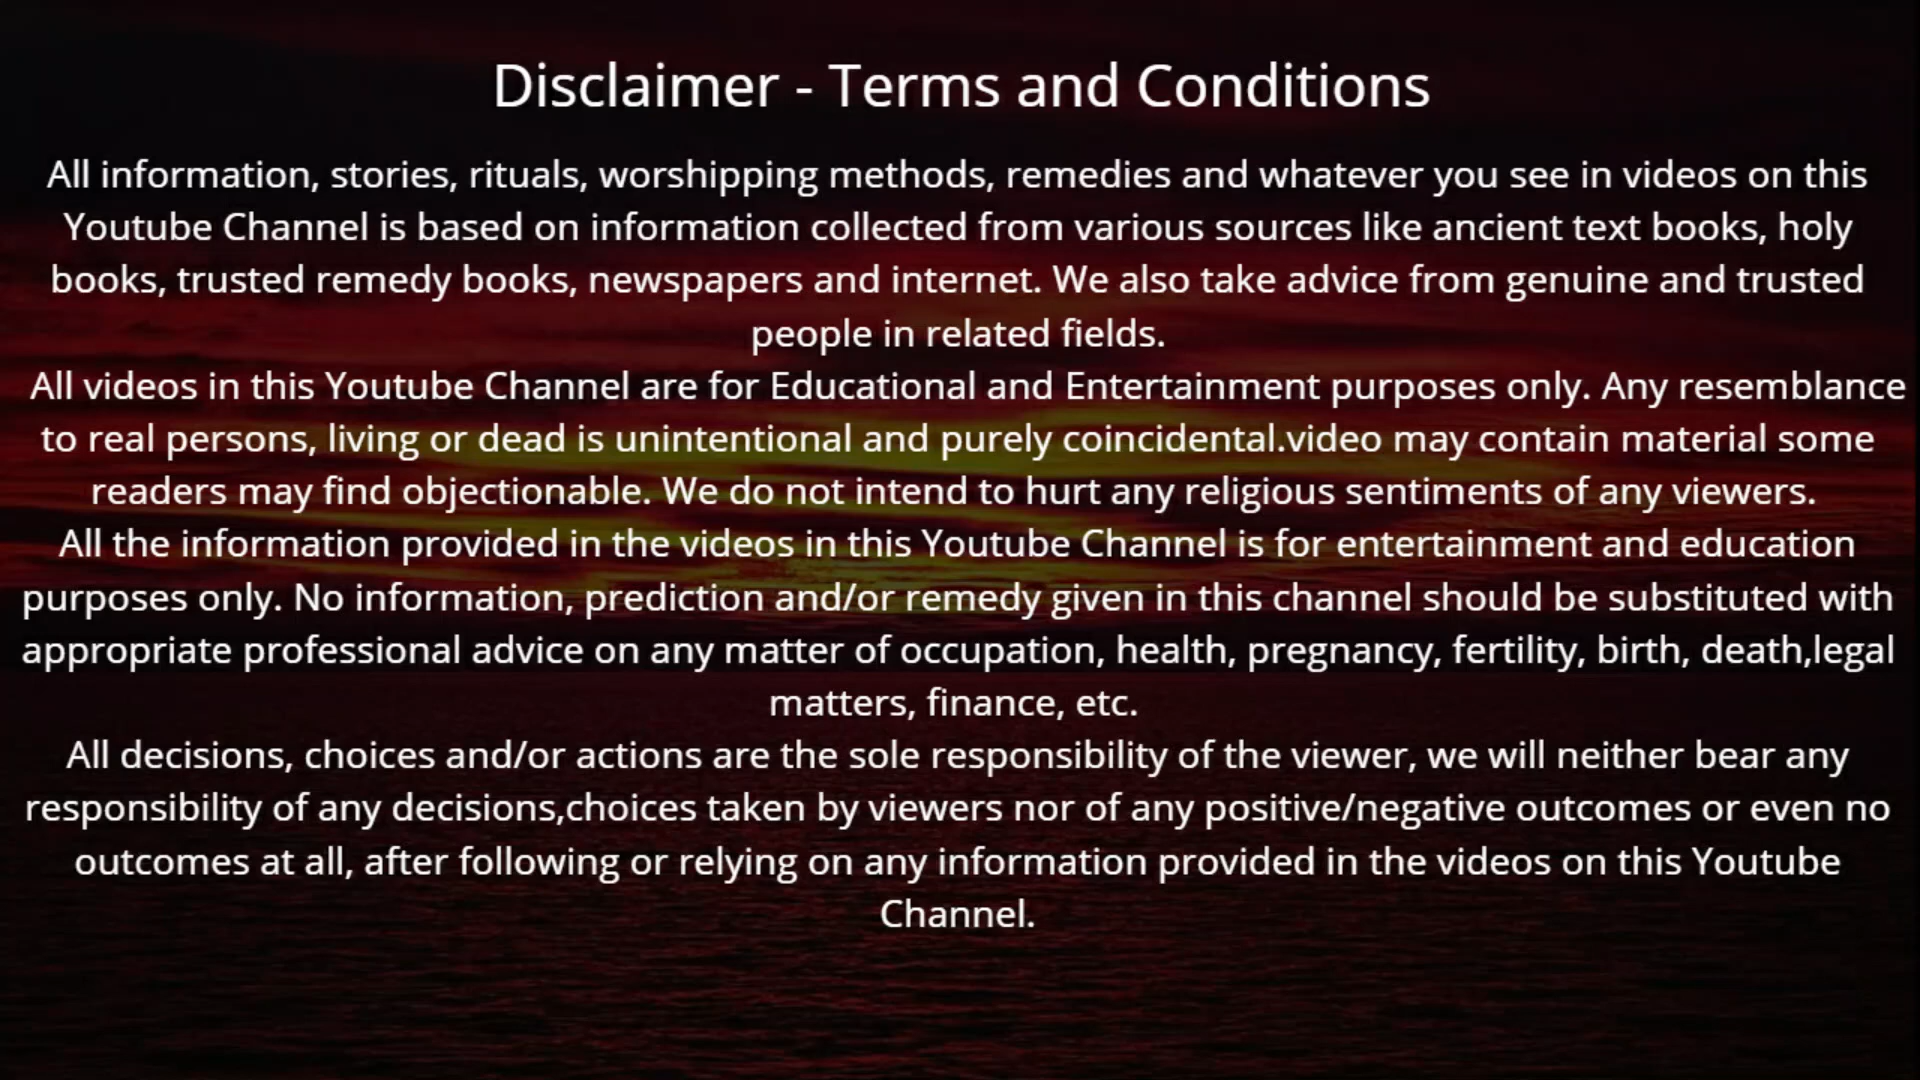 Disclaimer - Terms and Conditions
All information, stories, rituals, worshipping methods, remedies and whatever you see in videos on this
Youtube Channel is based on information collected from various sources like ancient text books, holy
books, trusted remedy books, newspapers and internet. We also take advice from genuine and trusted
people in related fields.
All videos in this Youtube Channel are for Educational and Entertainment purposes only. Any resemblance
to real persons, living or dead is unintentional and purely coincidental.video may contain material some
readers may find objectionable. We do not intend to hurt any religious sentiments of any viewers.
All the information provided in the videos in this Youtube Channel is for entertainment and education
purposes only. No information, prediction and/or remedy given in this channel should be substituted with
appropriate professional advice on any matter of occupation, health, pregnancy, fertility, birth, death,legal
matters, finance, etc.
All decisions, choices and/or actions are the sole responsibility of the viewer, we will neither bear any
responsibility of any decisions,choices taken by viewers nor of any positive/negative outcomes or even no
outcomes at all, after following or relying on any information provided in the videos on this Youtube
Channel.